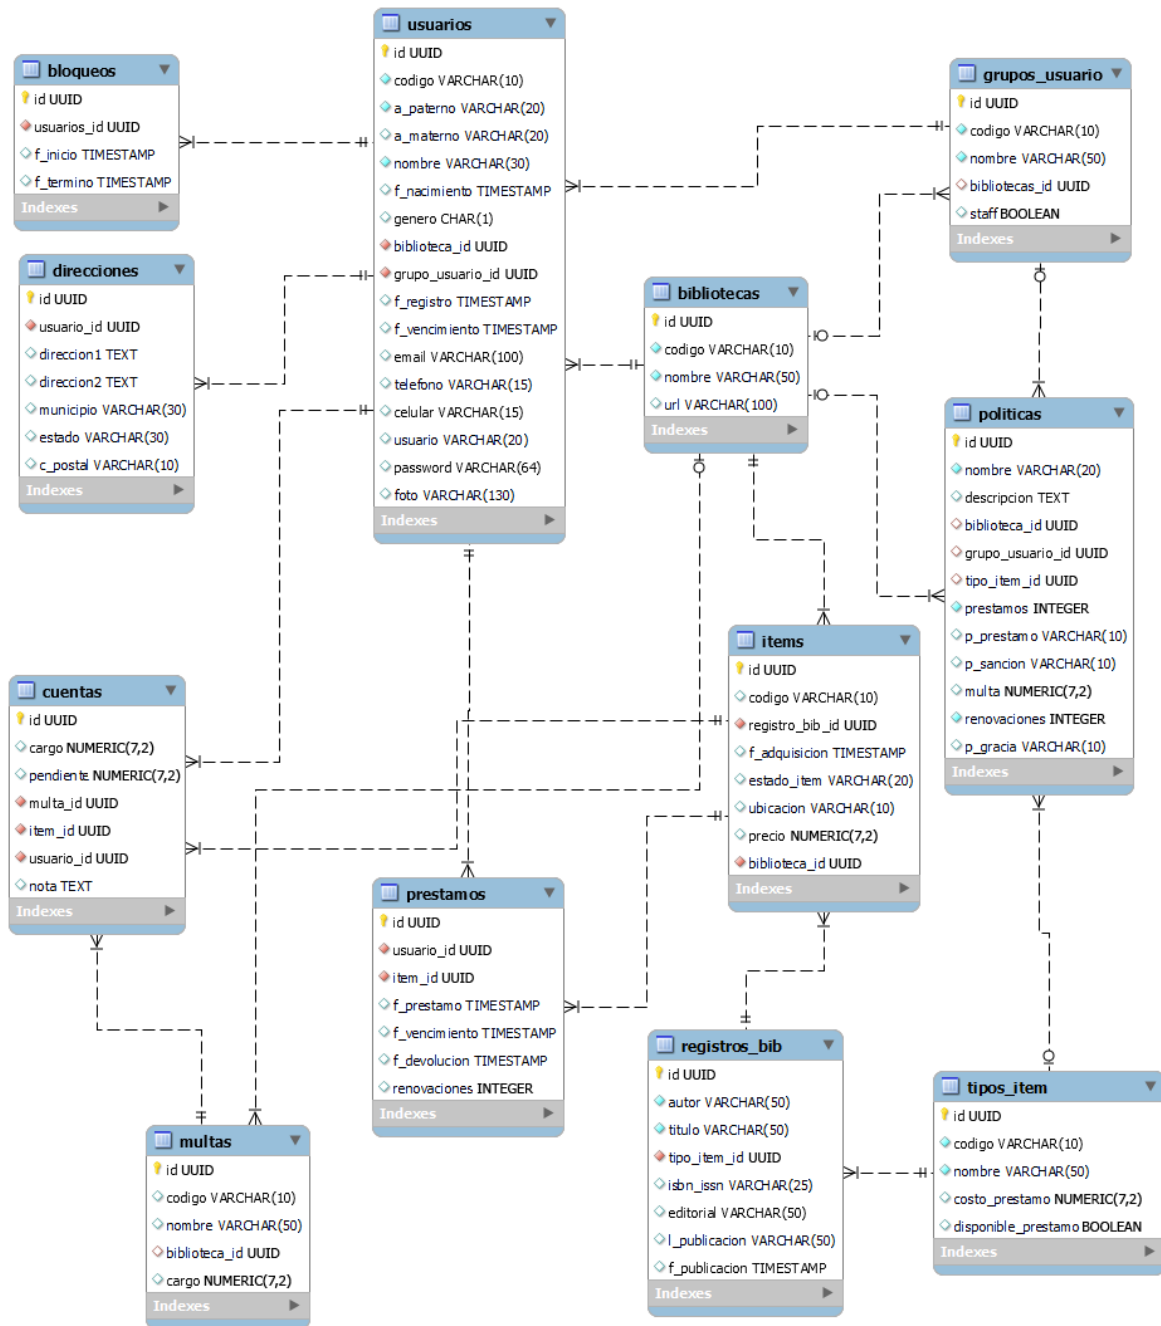 usuarios
id UUID
codigo VARCHAR(10)
a_paterno VARCHAR(20)
a_materno VARCHAR(20)
nombre VARCHAR(30)
f_nacimiento TIMESTAMP
genero CHAR(1)
biblioteca_id UUID
grupo_usuario_id UUID
f_registro TIMESTAMP
f_vencimiento TIMESTAMP
email VARCHAR(100)
telefono VARCHAR(15)
celular VARCHAR(15)
usuario VARCHAR(20)
password VARCHAR(64)
foto VARCHAR(130)
Indexes
bloqueos
id UUID
usuarios_id UUID
f_inicio TIMESTAMP
f_termino TIMESTAMP
Indexes
grupos_usuario
id UUID
codigo VARCHAR(10)
nombre VARCHAR(50)
bibliotecas_id UUID
staff BOOLEAN
Indexes
direcciones
id UUID
usuario_id UUID
direccion1 TEXT
direccion2 TEXT
municipio VARCHAR(30)
estado VARCHAR(30)
c_postal VARCHAR(10)
Indexes
bibliotecas
id UUID
codigo VARCHAR(10)
nombre VARCHAR(50)
url VARCHAR(100)
Indexes
politicas
id UUID
nombre VARCHAR(20)
descripcion TEXT
biblioteca_id UUID
grupo_usuario_id UUID
tipo_item_id UUID
prestamos INTEGER
p_prestamo VARCHAR(10)
p_sancion VARCHAR(10)
multa NUMERIC(7,2)
renovaciones INTEGER
p_gracia VARCHAR(10)
Indexes
items
id UUID
codigo VARCHAR(10)
registro_bib_id UUID
f_adquisicion TIMESTAMP
estado_item VARCHAR(20)
ubicacion VARCHAR(10)
precio NUMERIC(7,2)
biblioteca_id UUID
Indexes
cuentas
id UUID
cargo NUMERIC(7,2)
pendiente NUMERIC(7,2)
multa_id UUID
item_id UUID
usuario_id UUID
nota TEXT
Indexes
prestamos
id UUID
usuario_id UUID
item_id UUID
f_prestamo TIMESTAMP
f_vencimiento TIMESTAMP
f_devolucion TIMESTAMP
renovaciones INTEGER
Indexes
registros_bib
id UUID
autor VARCHAR(50)
titulo VARCHAR(50)
tipo_item_id UUID
isbn_issn VARCHAR(25)
editorial VARCHAR(50)
l_publicacion VARCHAR(50)
f_publicacion TIMESTAMP
Indexes
tipos_item
id UUID
codigo VARCHAR(10)
nombre VARCHAR(50)
costo_prestamo NUMERIC(7,2)
disponible_prestamo BOOLEAN
Indexes
multas
id UUID
codigo VARCHAR(10)
nombre VARCHAR(50)
biblioteca_id UUID
cargo NUMERIC(7,2)
Indexes